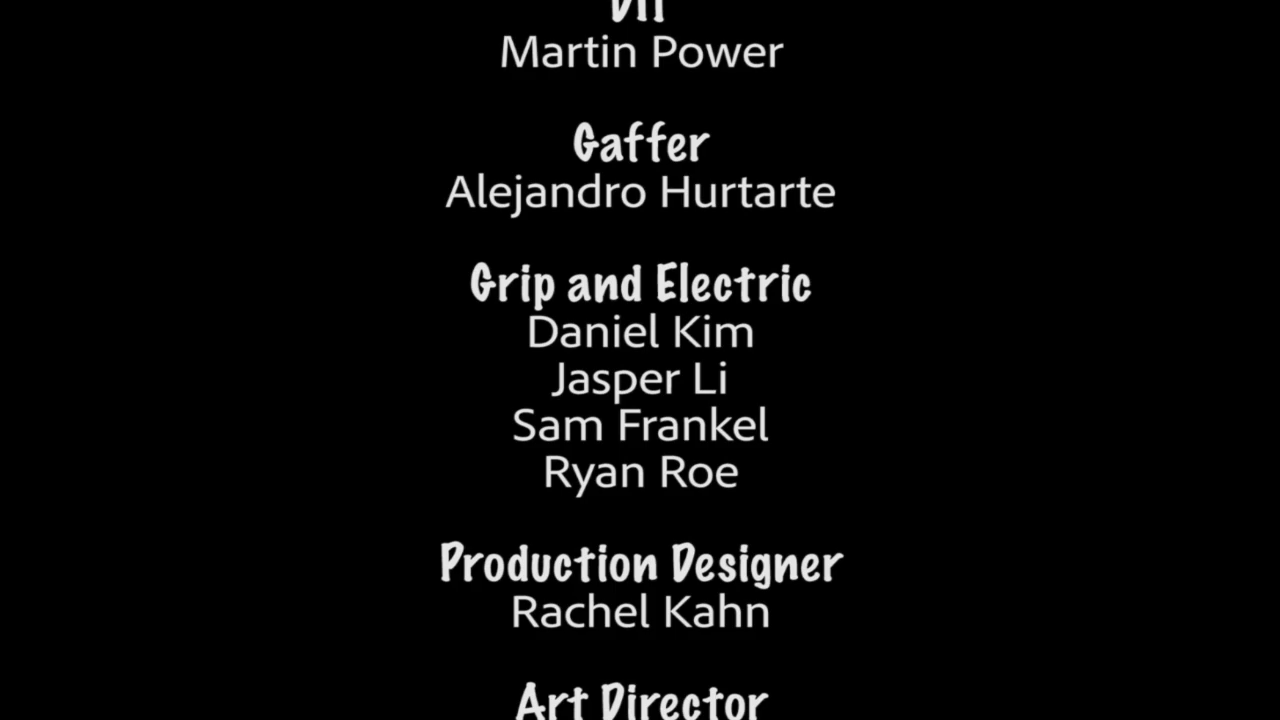 DIT
Martin Power
Gaffer
Alejandro Hurtarte
Grip and Electric
Daniel Kim
Jasper Li
Sam Frankel
Ryan Roe
Production Designer
Rachel Kahn
Art Director